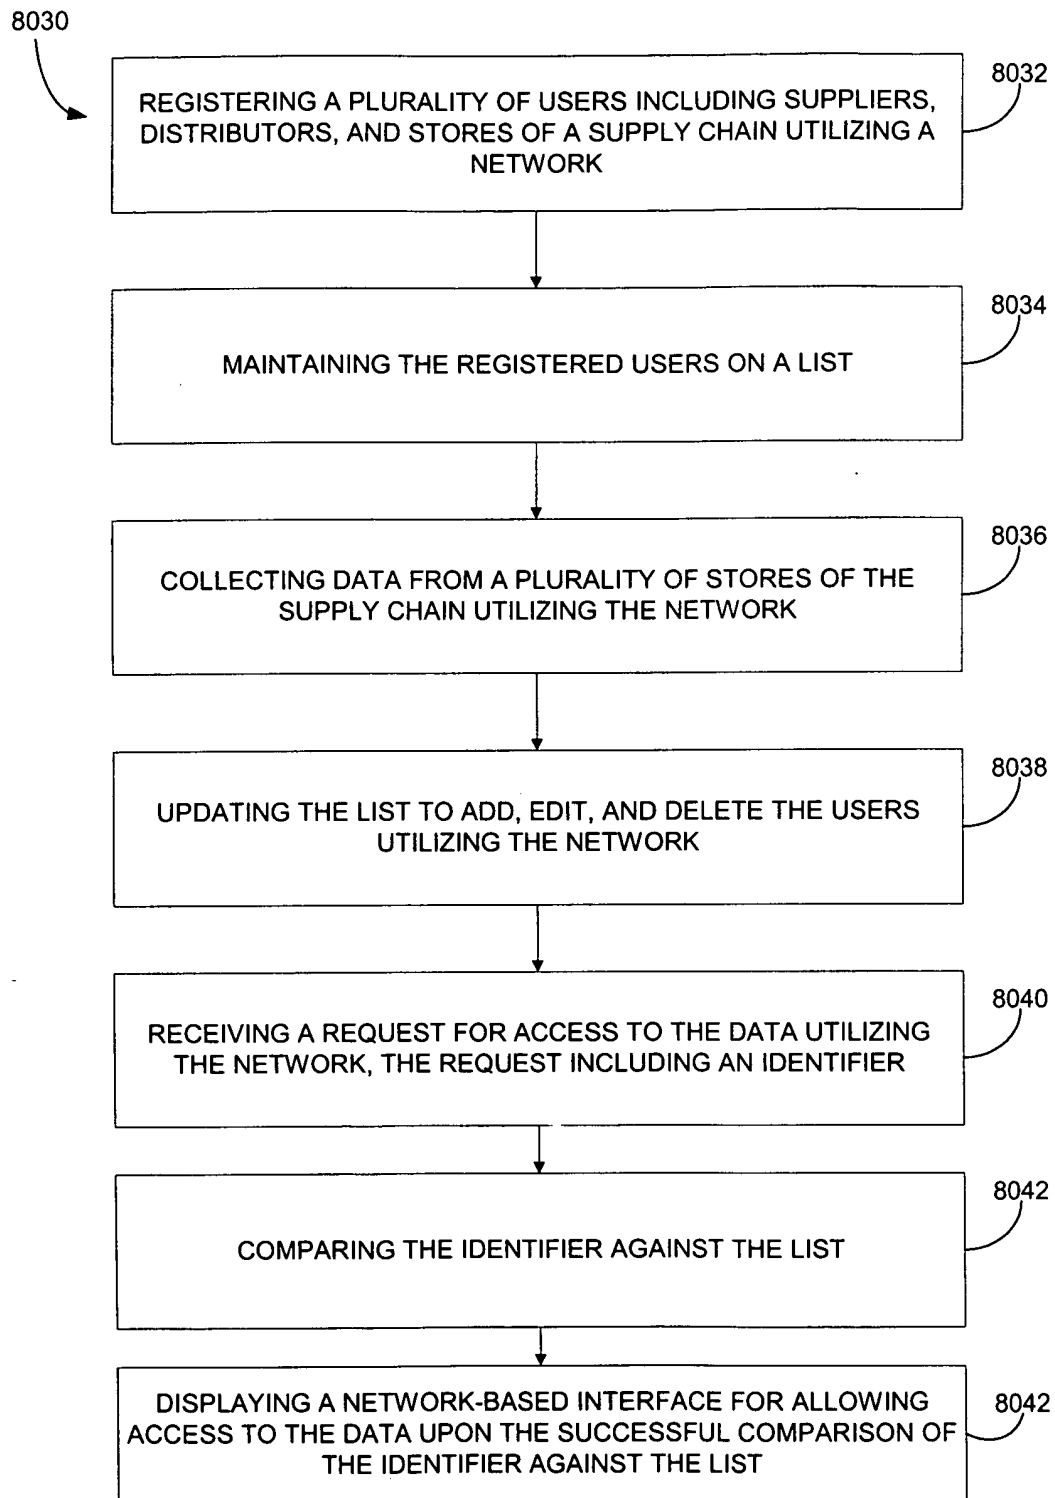 8030
8032
REGISTERING A PLURALITY OF USERS INCLUDING SUPPLIERS,
DISTRIBUTORS, AND STORES OF A SUPPLY CHAIN UTILIZING A
NETWORK
8034
MAINTAINING THE REGISTERED USERS ON A LIST
8036
COLLECTING DATA FROM A PLURALITY OF STORES OF THE
SUPPLY CHAIN UTILIZING THE NETWORK
8038
UPDATING THE LIST TO ADD, EDIT, AND DELETE THE USERS
UTILIZING THE NETWORK
8040
RECEIVING A REQUEST FOR ACCESS TO THE DATA UTILIZING
THE NETWORK, THE REQUEST INCLUDING AN IDENTIFIER
8042
COMPARING THE IDENTIFIER AGAINST THE LIST
8042
DISPLAYING A NETWORK-BASED INTERFACE FOR ALLOWING
ACCESS TO THE DATA UPON THE SUCCESSFUL COMPARISON OF
THE IDENTIFIER AGAINST THE LIST